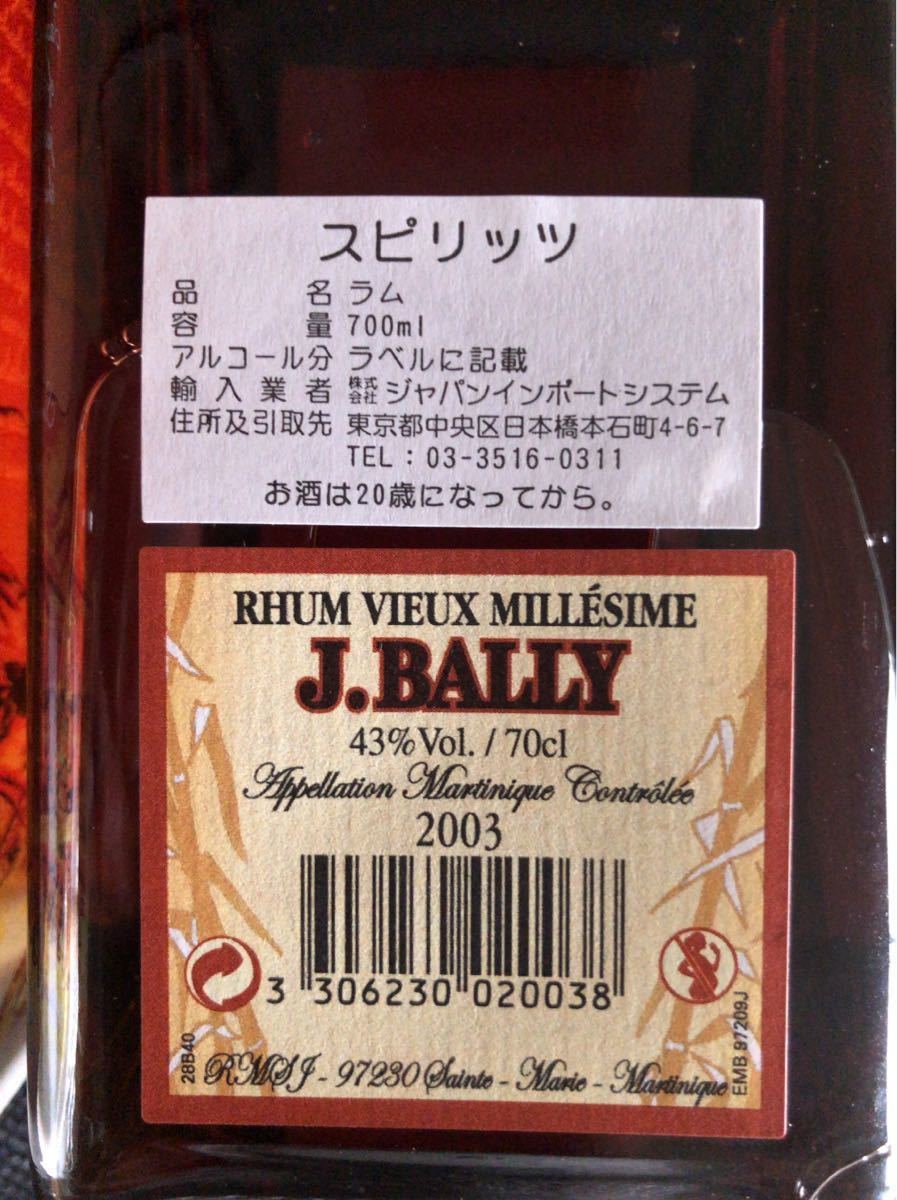 スピリッツ
品名 ラム
容量 700ml
アルコール分 ラベルに記載
輸入業者 株式会社ジャパンインポートシステム
住所及引取先 東京都中央区日本橋本石町4-6-7
TEL：03-3516-0311
お酒は20歳になってから。
RHUM VIEUX MILLÉSIME
J.BALLY
43%Vol. / 70cl
Appellation Martinique Contrôlée
2003
3 306230 020038
28B40
RMSJ - 97230 Sainte - Marie - Martinique
EMB 97209J